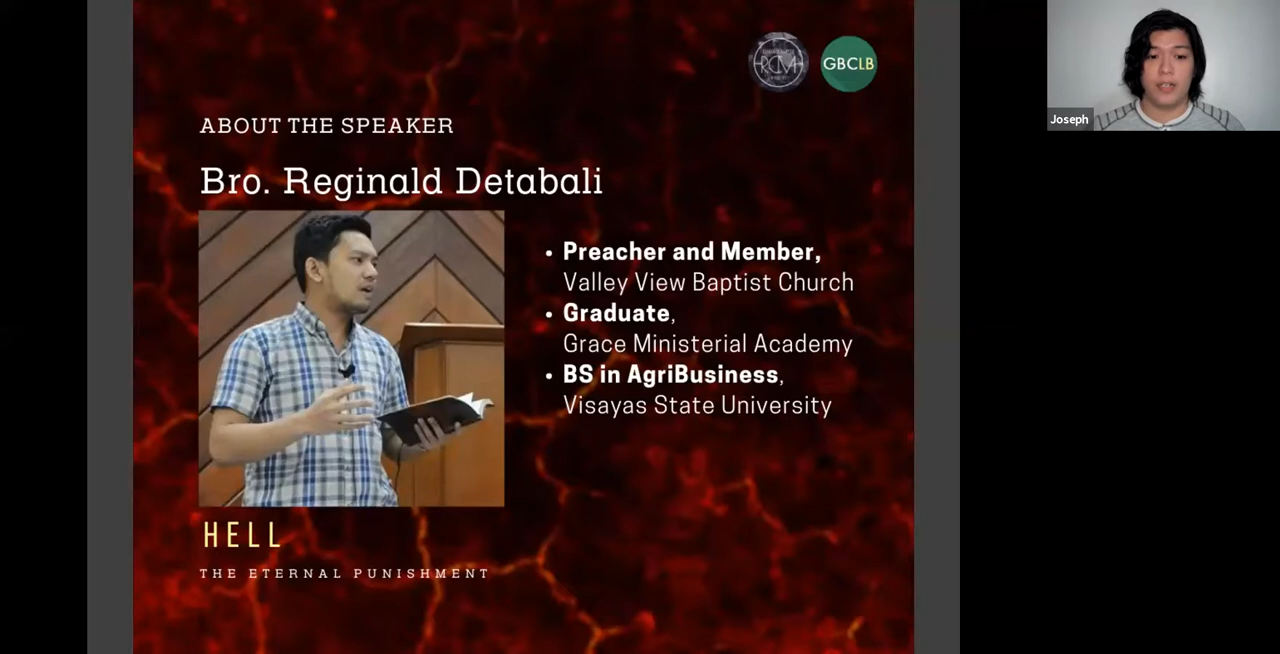 RCM
GBCLB
Joseph
ABOUT THE SPEAKER
Bro. Reginald Detabali
• Preacher and Member,
Valley View Baptist Church
• Graduate,
Grace Ministerial Academy
• BS in AgriBusiness,
Visayas State University
HELL
THE ETERNAL PUNISHMENT